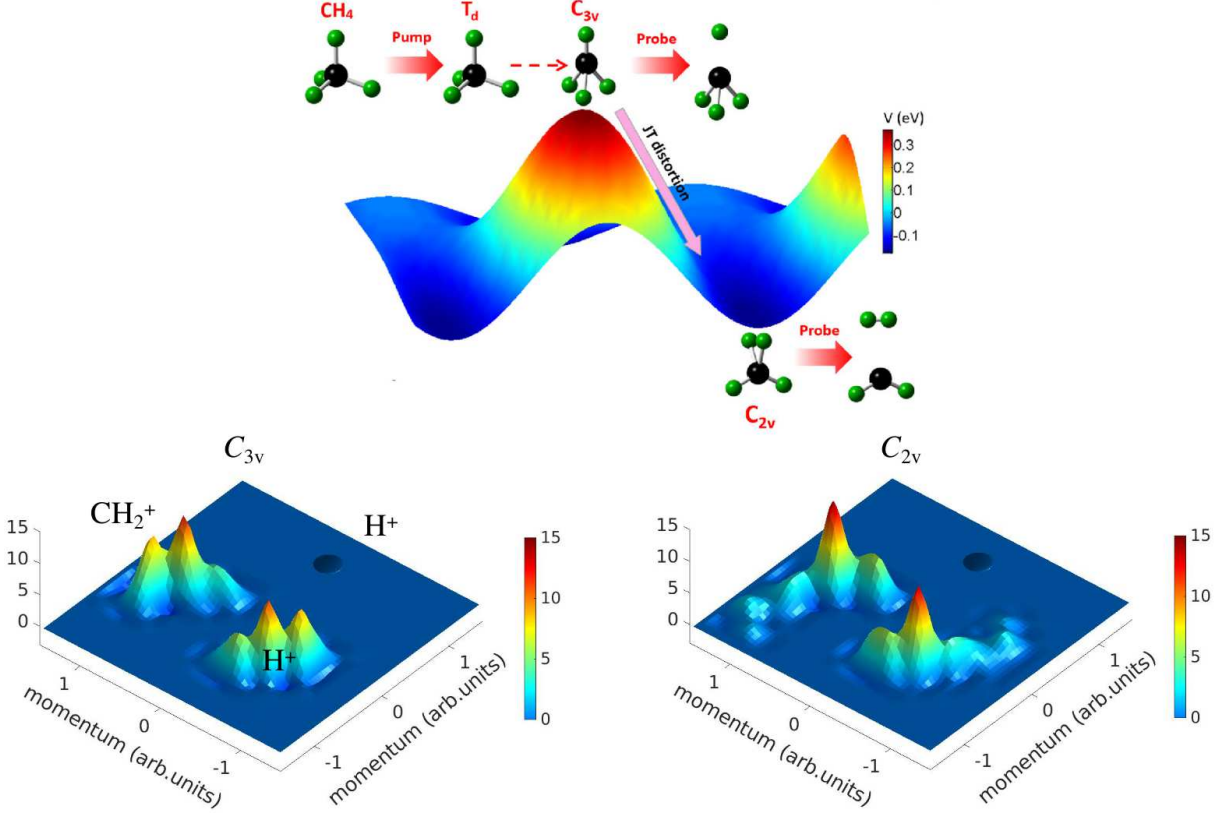 CH₄
T_d
C₃ᵥ
Pump
Probe
V (eV)
0.3
0.2
0.1
0
-0.1
JT distortion
Probe
C₂ᵥ
C₃ᵥ
CH₂⁺
H⁺
H⁺
15
10
5
0
1
0
-1
momentum (arb.units)
-1
0
1
momentum (arb.units)
15
10
5
0
C₂ᵥ
15
10
5
0
1
0
-1
momentum (arb.units)
-1
0
1
momentum (arb.units)
15
10
5
0